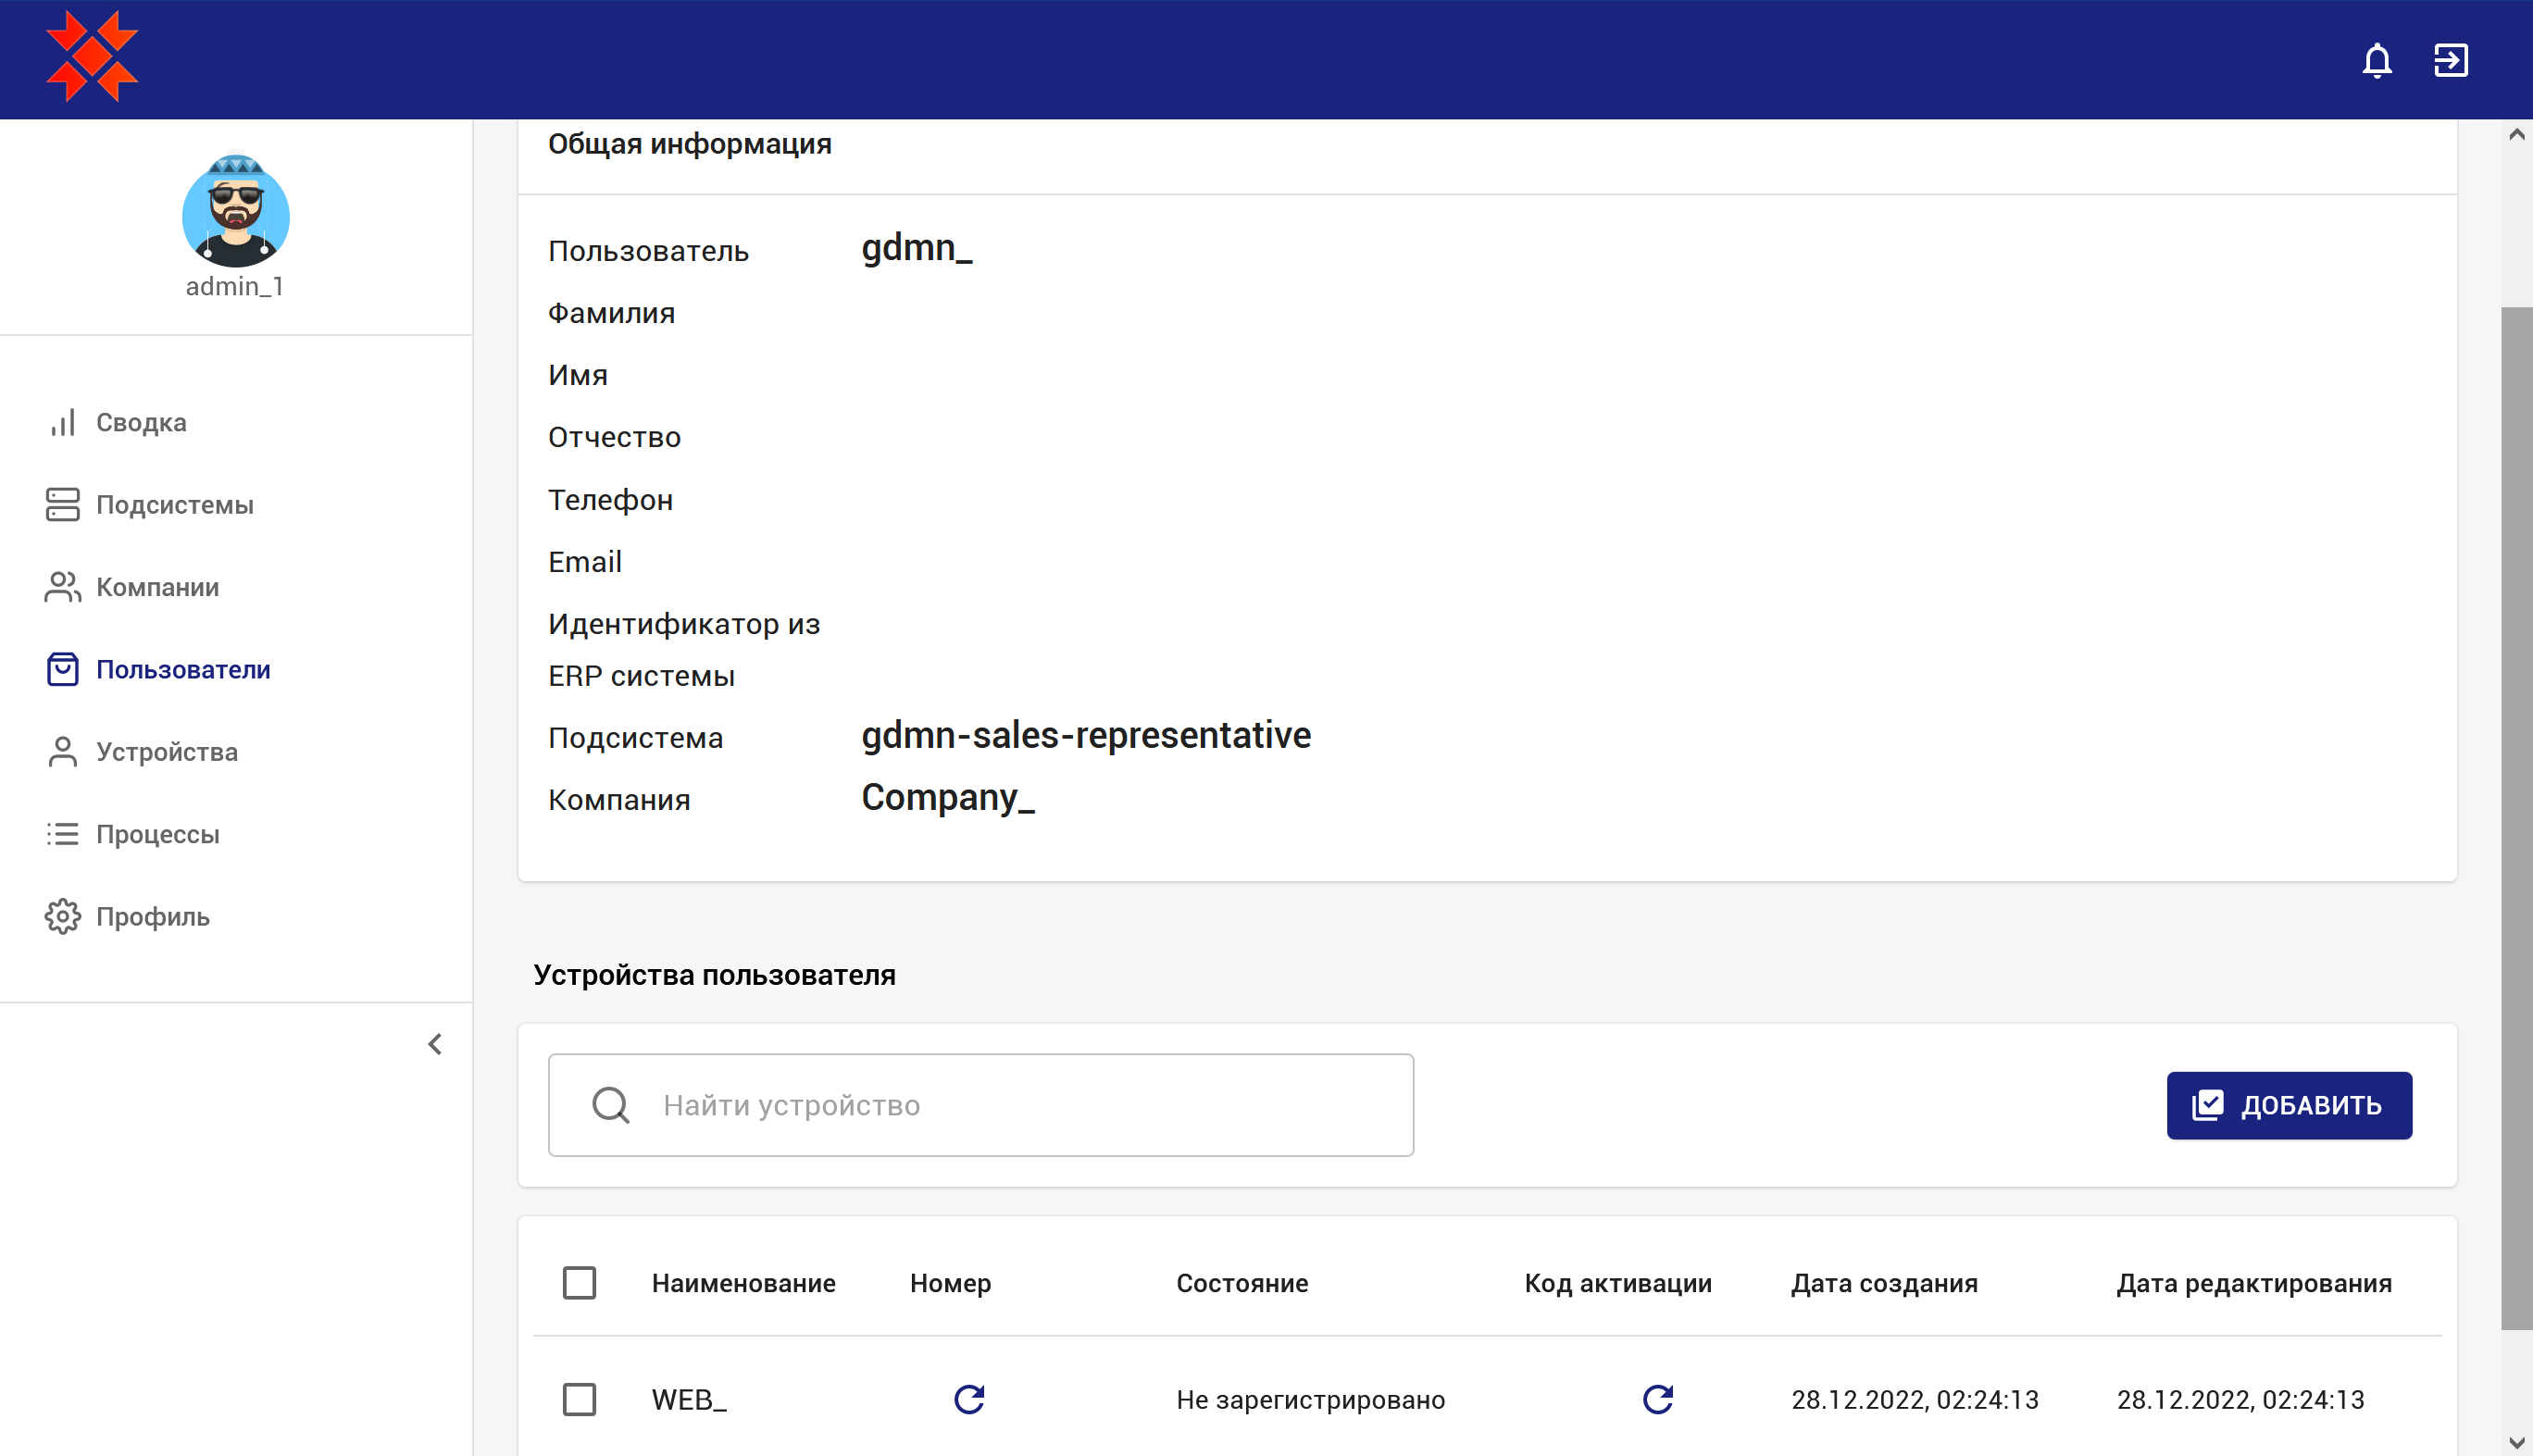 admin_1
Сводка
Подсистемы
Компании
Пользователи
Устройства
Процессы
Профиль
Общая информация
Пользователь gdmn_
Фамилия
Имя
Отчество
Телефон
Email
Идентификатор из
ERP системы
Подсистема gdmn-sales-representative
Компания Company_
Устройства пользователя
Найти устройство
ДОБАВИТЬ
Наименование Номер Состояние Код активации Дата создания Дата редактирования
WEB_ Не зарегистрировано 28.12.2022, 02:24:13 28.12.2022, 02:24:13